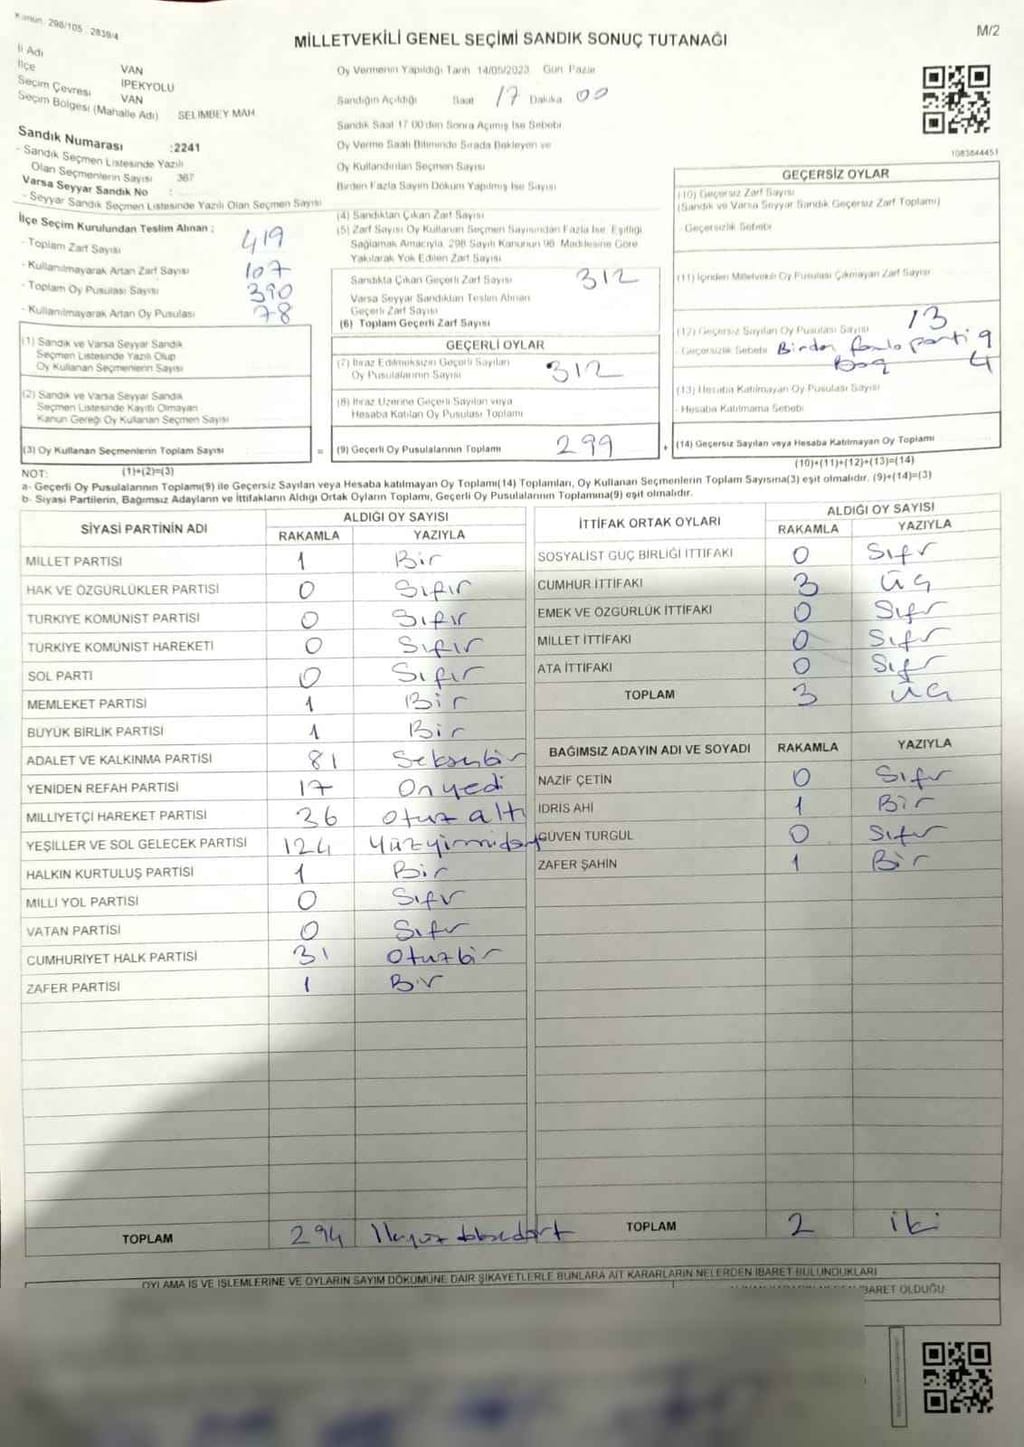 Kanun: 298/105 - 2839/4
M/2
MİLLETVEKİLİ GENEL SEÇİMİ SANDIK SONUÇ TUTANAĞI
İl Adı VAN
İlçe İPEKYOLU
Seçim Çevresi VAN
Seçim Bölgesi (Mahalle Adı) SELİMBEY MAH
Sandık Numarası :2241
- Sandık Seçmen Listesinde Yazılı
Olan Seçmenlerin Sayısı 367
Varsa Seyyar Sandık No :
- Seyyar Sandık Seçmen Listesinde Yazılı Olan Seçmen Sayısı
Oy Vermenin Yapıldığı Tarih 14/05/2023 Gün Pazar
Sandığın Açıldığı Saat 17 Dakika 00
Sandık Saat 17 00'den Sonra Açılmış İse Sebebi
Oy Verme Saati Bitiminde Sırada Bekleyen ve
Oy Kullandırılan Seçmen Sayısı
Birden Fazla Sayım Döküm Yapılmış İse Sayısı
1083844451
İlçe Seçim Kurulundan Teslim Alınan :
- Toplam Zarf Sayısı 419
- Kullanılmayarak Artan Zarf Sayısı 107
- Toplam Oy Pusulası Sayısı 390
- Kullanılmayarak Artan Oy Pusulası 78
(1) Sandık ve Varsa Seyyar Sandık
Seçmen Listesinde Yazılı Olup
Oy Kullanan Seçmenlerin Sayısı
(2) Sandık ve Varsa Seyyar Sandık
Seçmen Listesinde Kayıtlı Olmayan
Kanun Gereği Oy Kullanan Seçmen Sayısı
(3) Oy Kullanan Seçmenlerin Toplam Sayısı
(1)+(2)=(3)
(4) Sandıktan Çıkan Zarf Sayısı
(5) Zarf Sayısı Oy Kullanan Seçmen Sayısından Fazla İse, Eşitliği
Sağlamak Amacıyla, 298 Sayılı Kanunun 98. Maddesine Göre
Yakılarak Yok Edilen Zarf Sayısı
Sandıkta Çıkan Geçerli Zarf Sayısı 312
Varsa Seyyar Sandıktan Teslim Alınan
Geçerli Zarf Sayısı
(6) Toplam Geçerli Zarf Sayısı
GEÇERLİ OYLAR
(7) İtiraz Edilmeksizin Geçerli Sayılan
Oy Pusulalarının Sayısı 312
(8) İtiraz Üzerine Geçerli Sayılan veya
Hesaba Katılan Oy Pusulası Toplamı
= (9) Geçerli Oy Pusulalarının Toplamı 299 +
GEÇERSİZ OYLAR
(10) Geçersiz Zarf Sayısı
(Sandık ve Varsa Seyyar Sandık Geçersiz Zarf Toplamı)
- Geçersizlik Sebebi
(11) İçinden Milletvekili Oy Pusulası Çıkmayan Zarf Sayısı
(12) Geçersiz Sayılan Oy Pusulası Sayısı 13
- Geçersizlik Sebebi Birden fazla parti 9
Boş 4
(13) Hesaba Katılmayan Oy Pusulası Sayısı
- Hesaba Katılmama Sebebi
(14) Geçersiz Sayılan veya Hesaba Katılmayan Oy Toplamı
(10)+(11)+(12)+(13)=(14)
NOT:
a- Geçerli Oy Pusulalarının Toplamı(9) ile Geçersiz Sayılan veya Hesaba katılmayan Oy Toplamı(14) Toplamları, Oy Kullanan Seçmenlerin Toplam Sayısına(3) eşit olmalıdır. (9)+(14)=(3)
b- Siyasi Partilerin, Bağımsız Adayların ve İttifakların Aldığı Ortak Oyların Toplamı, Geçerli Oy Pusulalarının Toplamına(9) eşit olmalıdır.
SİYASİ PARTİNİN ADI ALDIĞI OY SAYISI
RAKAMLA YAZIYLA
MİLLET PARTİSİ 1 Bir
HAK VE ÖZGÜRLÜKLER PARTİSİ 0 Sıfır
TÜRKİYE KOMÜNİST PARTİSİ 0 Sıfır
TÜRKİYE KOMÜNİST HAREKETİ 0 Sıfır
SOL PARTİ 0 Sıfır
MEMLEKET PARTİSİ 1 Bir
BÜYÜK BİRLİK PARTİSİ 1 Bir
ADALET VE KALKINMA PARTİSİ 81 Seksenbir
YENİDEN REFAH PARTİSİ 17 Onyedi
MİLLİYETÇİ HAREKET PARTİSİ 36 Otuz altı
YEŞİLLER VE SOL GELECEK PARTİSİ 124 Yüzyirmidört
HALKIN KURTULUŞ PARTİSİ 1 Bir
MİLLİ YOL PARTİSİ 0 Sıfır
VATAN PARTİSİ 0 Sıfır
CUMHURİYET HALK PARTİSİ 31 Otuzbir
ZAFER PARTİSİ 1 Bir
TOPLAM 294
İTTİFAK ORTAK OYLARI ALDIĞI OY SAYISI
RAKAMLA YAZIYLA
SOSYALİST GÜÇ BİRLİĞİ İTTİFAKI 0 Sıfır
CUMHUR İTTİFAKI 3 Üç
EMEK VE ÖZGÜRLÜK İTTİFAKI 0 Sıfır
MİLLET İTTİFAKI 0 Sıfır
ATA İTTİFAKI 0 Sıfır
TOPLAM 3 Üç
BAĞIMSIZ ADAYIN ADI VE SOYADI RAKAMLA YAZIYLA
NAZİF ÇETİN 0 Sıfır
İDRİS AHİ 1 Bir
GÜVEN TURGUL 0 Sıfır
ZAFER ŞAHİN 1 Bir
TOPLAM 2 iki
OYLAMA İŞ VE İŞLEMLERİNE VE OYLARIN SAYIM DÖKÜMÜNE DAİR ŞİKAYETLERLE BUNLARA AİT KARARLARIN NELERDEN İBARET BULUNDUKLARI
İBARET OLDUĞU